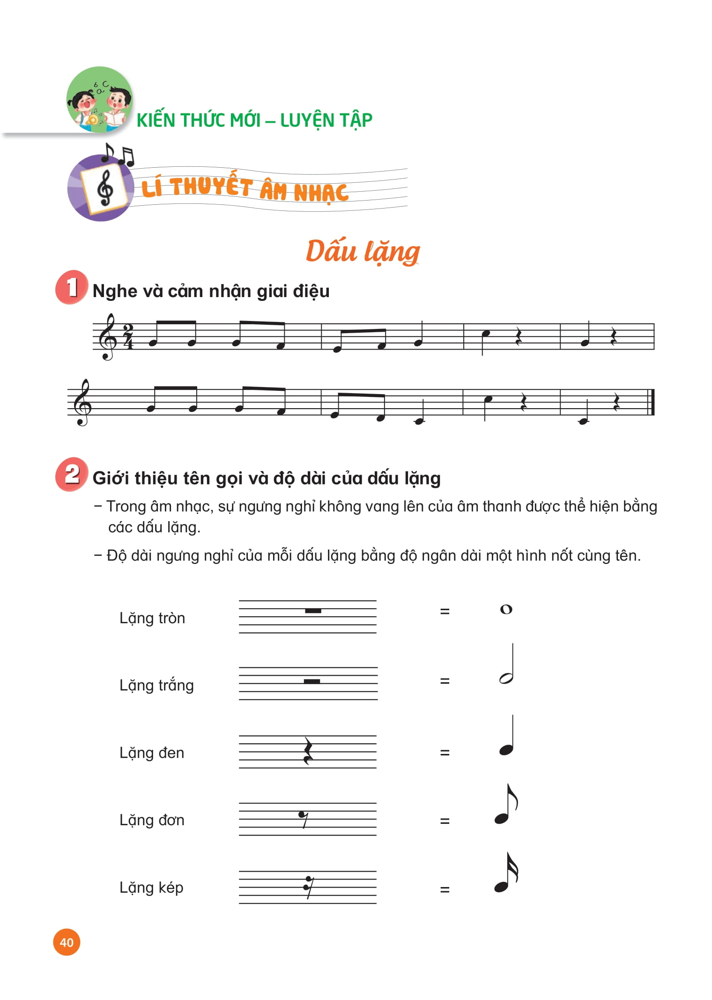 b C
a
KIẾN THỨC MỚI – LUYỆN TẬP
LÍ THUYẾT ÂM NHẠC
Dấu lặng
1 Nghe và cảm nhận giai điệu
2
4
2 Giới thiệu tên gọi và độ dài của dấu lặng
– Trong âm nhạc, sự ngưng nghỉ không vang lên của âm thanh được thể hiện bằng
các dấu lặng.
– Độ dài ngưng nghỉ của mỗi dấu lặng bằng độ ngân dài một hình nốt cùng tên.
Lặng tròn =
Lặng trắng =
Lặng đen =
Lặng đơn =
Lặng kép =
40